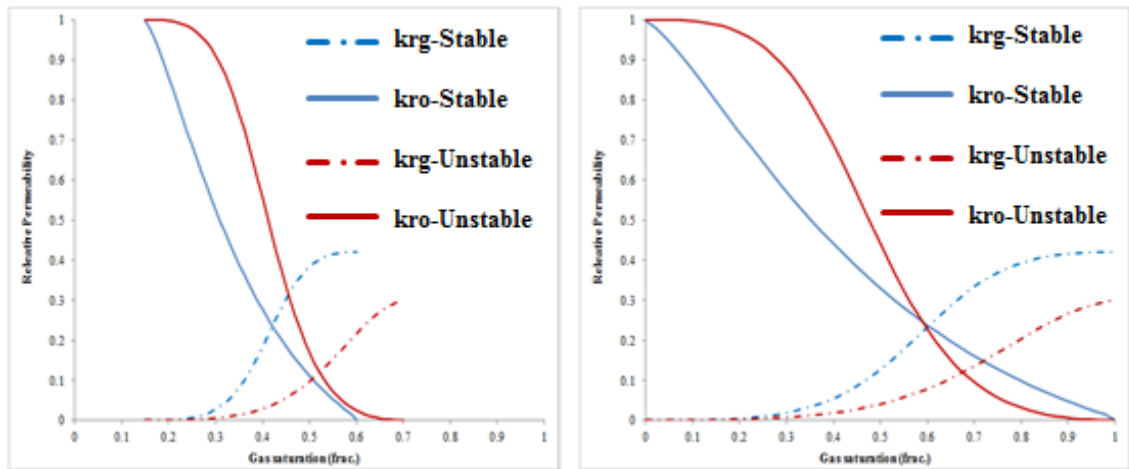 Releative Permeability
1
0.9
0.8
0.7
0.6
0.5
0.4
0.3
0.2
0.1
0
0 0.1 0.2 0.3 0.4 0.5 0.6 0.7 0.8 0.9 1
Gas saturation (frac.)
krg-Stable
kro-Stable
krg-Unstable
kro-Unstable
Releative Permeability
1
0.9
0.8
0.7
0.6
0.5
0.4
0.3
0.2
0.1
0
0 0.1 0.2 0.3 0.4 0.5 0.6 0.7 0.8 0.9 1
Gas saturation (frac.)
krg-Stable
kro-Stable
krg-Unstable
kro-Unstable